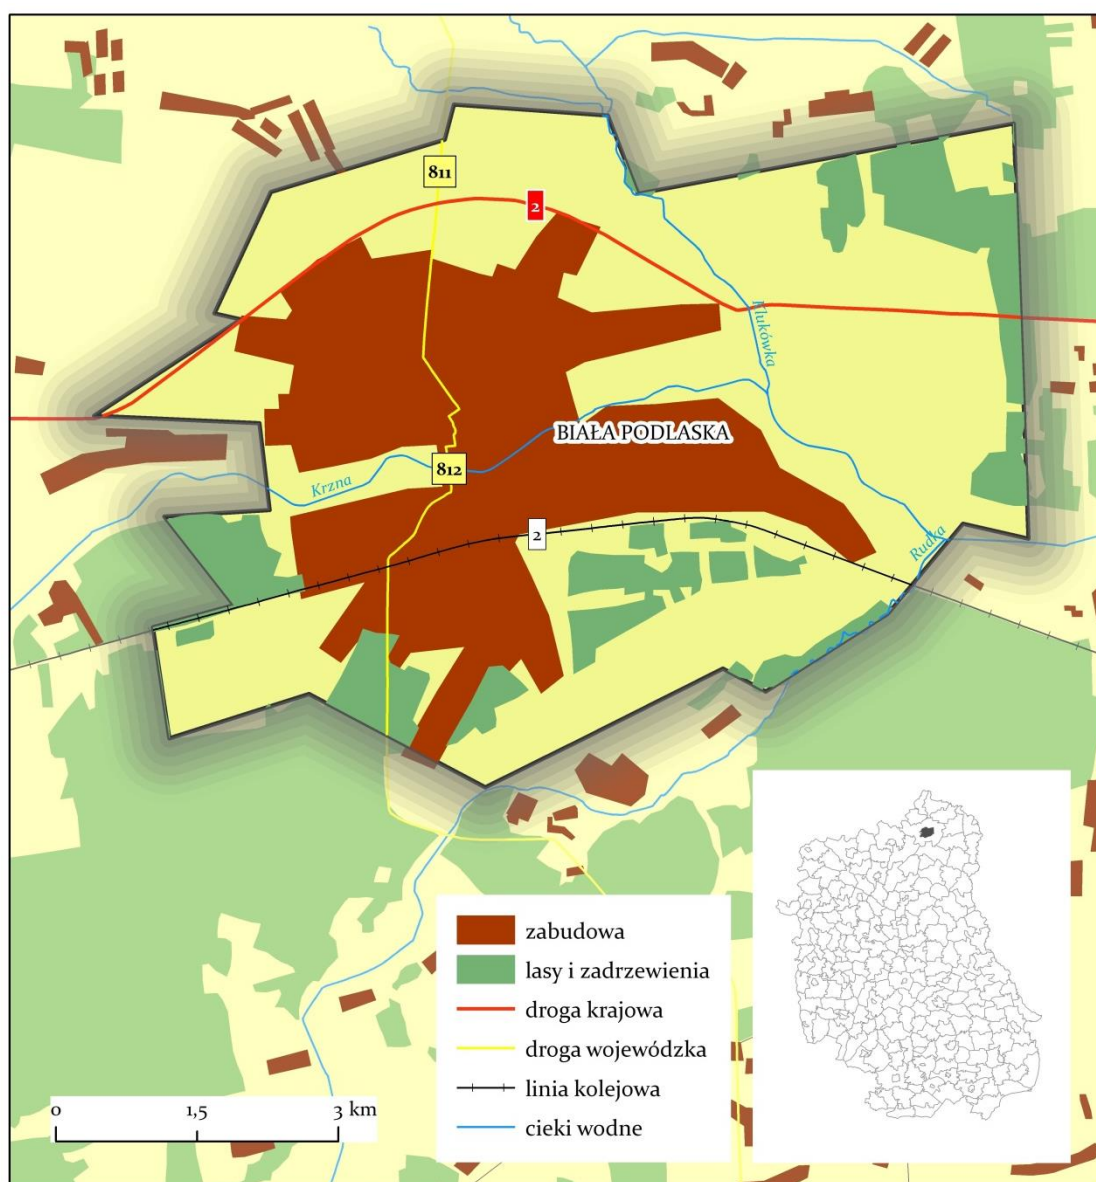 811
2
Klukówka
BIAŁA PODLASKA
812
Krzna
2
Rudka
zabudowa
lasy i zadrzewienia
droga krajowa
droga wojewódzka
linia kolejowa
cieki wodne
0 1,5 3 km